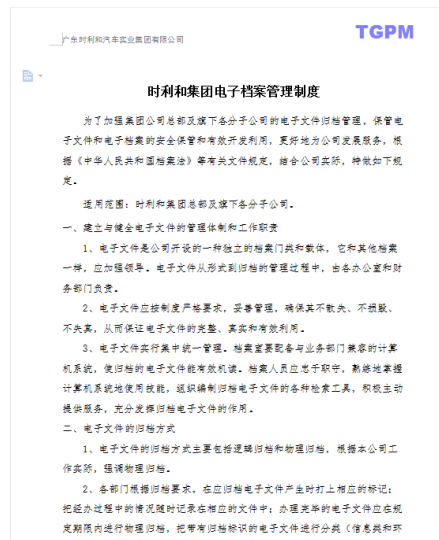 广东时利和汽车实业集团有限公司
TGPM
时利和集团电子档案管理制度
为了加强集团公司总部及旗下各分子公司的电子文件归档管理，保管电
子文件和电子档案的安全保管和有效开发利用，更好地为公司发展服务，根
据《中华人民共和国档案法》等有关文件规定，结合公司实际，特做如下规
定。
适用范围：时利和集团总部及旗下各分子公司。
一、建立与健全电子文件的管理体制和工作职责
1、电子文件是公司开设的一种独立的档案门类和载体，它和其他档案
一样，应加强领导。电子文件从形式到归档的管理过程中，由各办公室和财
务部门负责。
2、电子文件应按制度严格要求，妥善管理，确保其不散失、不损毁、
不失真，从而保证电子文件的完整、真实和有效利用。
3、电子文件实行集中统一管理。档案室要配备与业务部门兼容的计算
机系统，使归档的电子文件能有效机读。档案人员应忠于职守，熟练地掌握
计算机系统地使用技能，组织编制归档电子文件的各种检索工具，积极主动
提供服务，充分发挥归档电子文件的作用。
二、电子文件的归档方式
1、电子文件的归档方式主要包括逻辑归档和物理归档，根据本公司工
作实际，强调物理归档。
2、各部门根据归档要求，在应归档电子文件产生时打上相应的标记；
把经办过程中的情况随时记录在相应的文件中；办理完毕的电子文件应在规
定期限内进行物理归档，把带有归档标识的电子文件进行分类（信息类和环